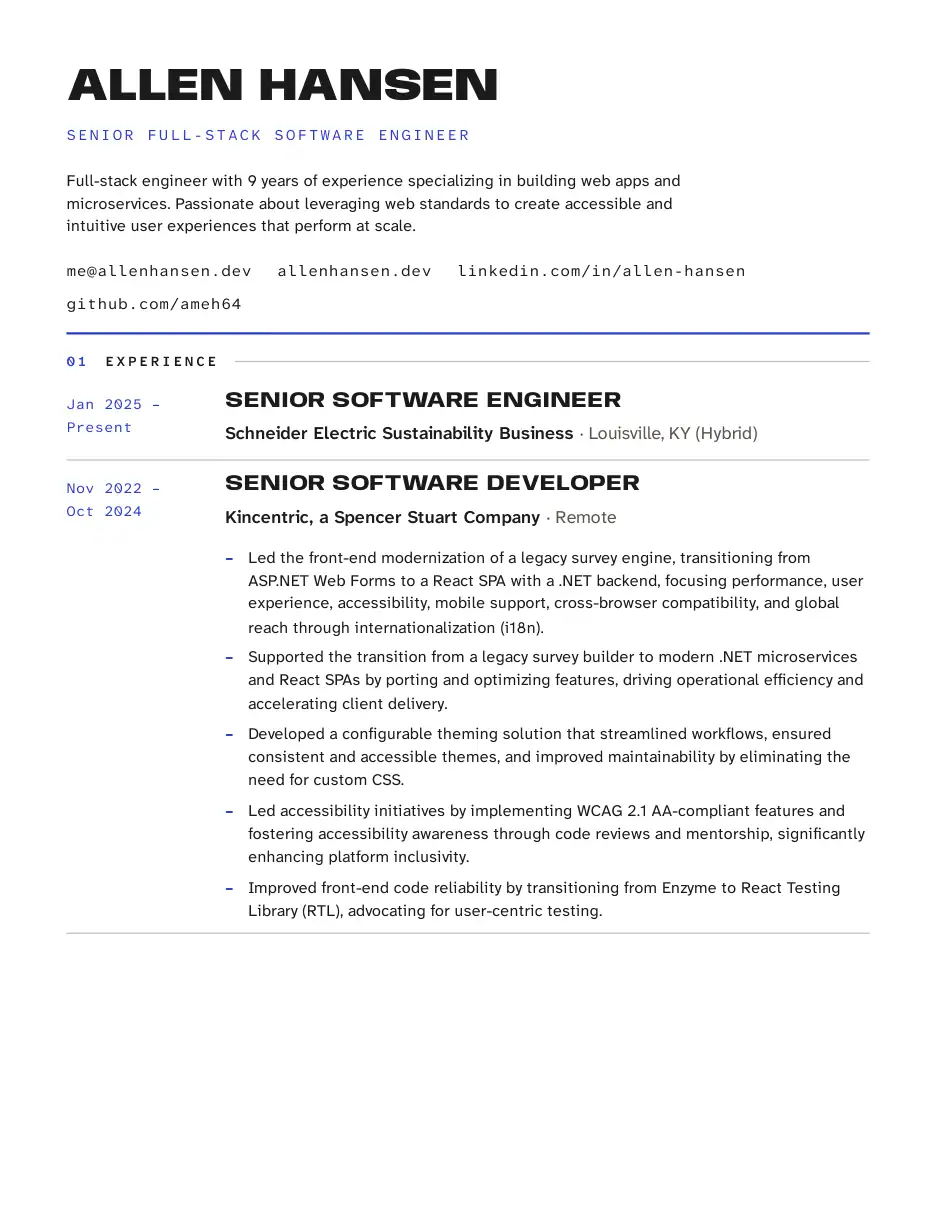 ALLEN HANSEN
SENIOR FULL-STACK SOFTWARE ENGINEER
Full-stack engineer with 9 years of experience specializing in building web apps and
microservices. Passionate about leveraging web standards to create accessible and
intuitive user experiences that perform at scale.
me@allenhansen.dev allenhansen.dev linkedin.com/in/allen-hansen
github.com/ameh64
01 EXPERIENCE
Jan 2025 –
Present
SENIOR SOFTWARE ENGINEER
Schneider Electric Sustainability Business · Louisville, KY (Hybrid)
Nov 2022 –
Oct 2024
SENIOR SOFTWARE DEVELOPER
Kincentric, a Spencer Stuart Company · Remote
– Led the front-end modernization of a legacy survey engine, transitioning from
ASP.NET Web Forms to a React SPA with a .NET backend, focusing performance, user
experience, accessibility, mobile support, cross-browser compatibility, and global
reach through internationalization (i18n).
– Supported the transition from a legacy survey builder to modern .NET microservices
and React SPAs by porting and optimizing features, driving operational efficiency and
accelerating client delivery.
– Developed a configurable theming solution that streamlined workflows, ensured
consistent and accessible themes, and improved maintainability by eliminating the
need for custom CSS.
– Led accessibility initiatives by implementing WCAG 2.1 AA-compliant features and
fostering accessibility awareness through code reviews and mentorship, significantly
enhancing platform inclusivity.
– Improved front-end code reliability by transitioning from Enzyme to React Testing
Library (RTL), advocating for user-centric testing.